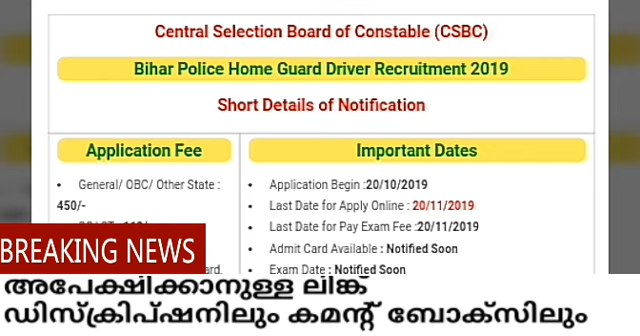 Central Selection Board of Constable (CSBC)
Bihar Police Home Guard Driver Recruitment 2019
Short Details of Notification
Application Fee
• General/ OBC/ Other State :
450/-
BREAKING NEWS
ard.
Important Dates
• Application Begin :20/10/2019
• Last Date for Apply Online : 20/11/2019
• Last Date for Pay Exam Fee :20/11/2019
• Admit Card Available : Notified Soon
• Exam Date : Notified Soon
അപേക്ഷിക്കാനുള്ള ലിങ്ക്
ഡിസ്ക്രിപ്ഷനിലും കമന്റ് ബോക്സിലും